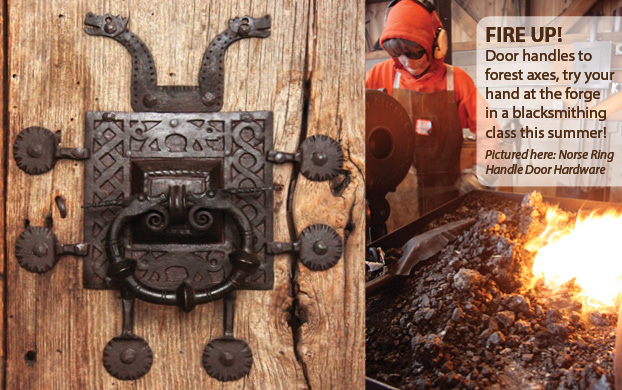 FIRE UP!
Door handles to
forest axes, try your
hand at the forge
in a blacksmithing
class this summer!
Pictured here: Norse Ring
Handle Door Hardware